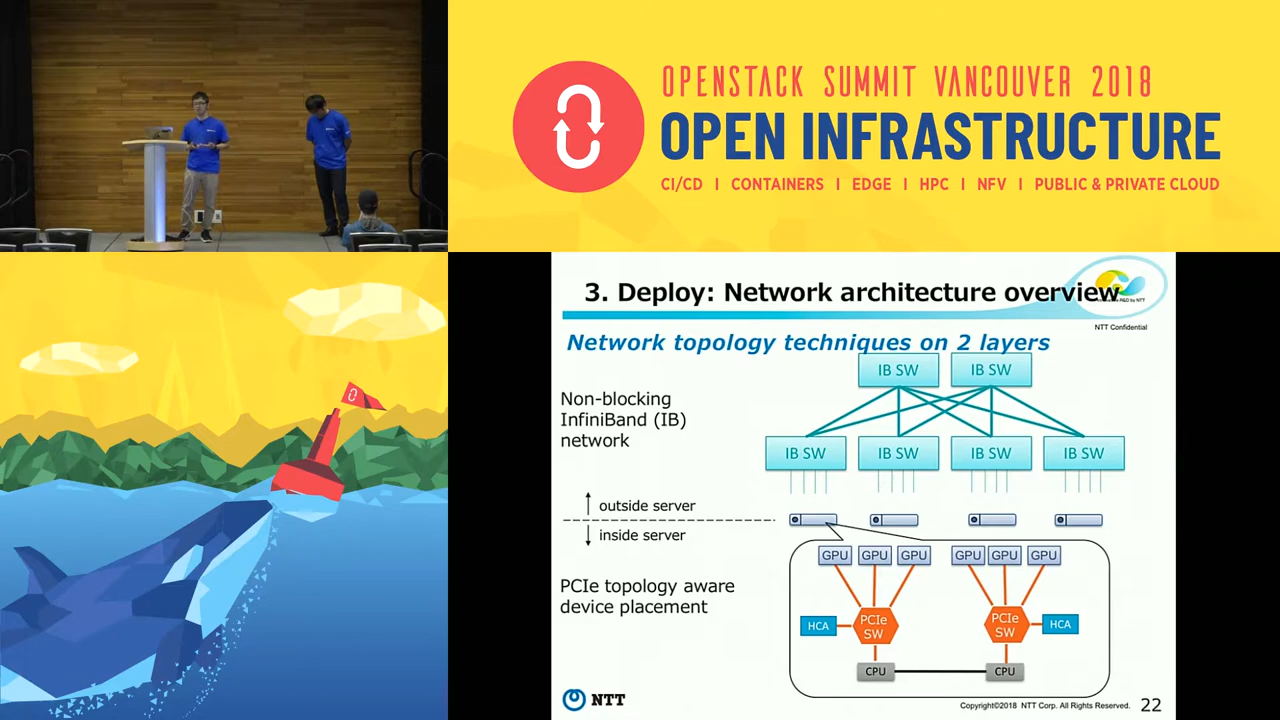 OPENSTACK SUMMIT VANCOUVER 2018
OPEN INFRASTRUCTURE
CI/CD | CONTAINERS | EDGE | HPC | NFV | PUBLIC & PRIVATE CLOUD
3. Deploy: Network architecture overview
NTT Confidential
Network topology techniques on 2 layers
IB SW IB SW
Non-blocking
InfiniBand (IB)
network
IB SW IB SW IB SW IB SW
outside server
inside server
GPU GPU GPU GPU GPU GPU
PCIe topology aware
device placement
HCA PCIe SW PCIe SW HCA
CPU CPU
NTT
Copyright©2018 NTT Corp. All Rights Reserved.
22